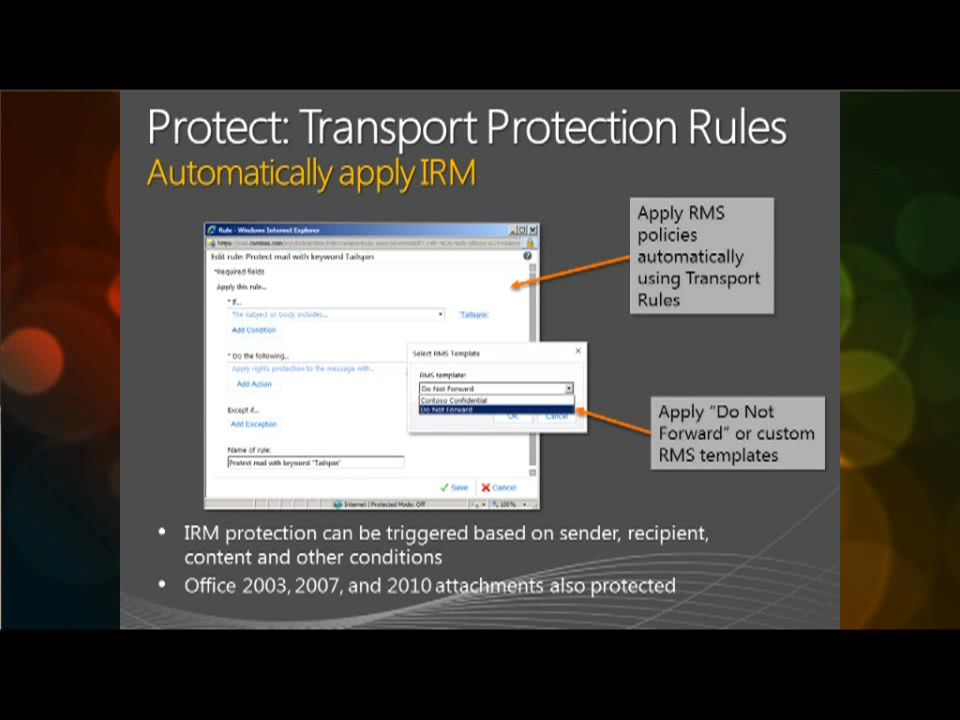 Protect: Transport Protection Rules
Automatically apply IRM
Apply RMS
policies
automatically
using Transport
Rules
Rule - Windows Internet Explorer
Edit rule: Protect mail with keyword Tailspin
*Required fields
Apply this rule...
* If...
The subject or body includes...
'Tailspin'
Add Condition
* Do the following...
Apply rights protection to the message with...
Add Action
Except if...
Add Exception
Name of rule:
Protect mail with keyword "Tailspin"
Save
Cancel
Internet | Protected Mode: Off
100%
Select RMS Template
RMS template:
Do Not Forward
Contoso Confidential
Do Not Forward
OK
Cancel
Apply "Do Not
Forward" or custom
RMS templates
• IRM protection can be triggered based on sender, recipient,
content and other conditions
• Office 2003, 2007, and 2010 attachments also protected